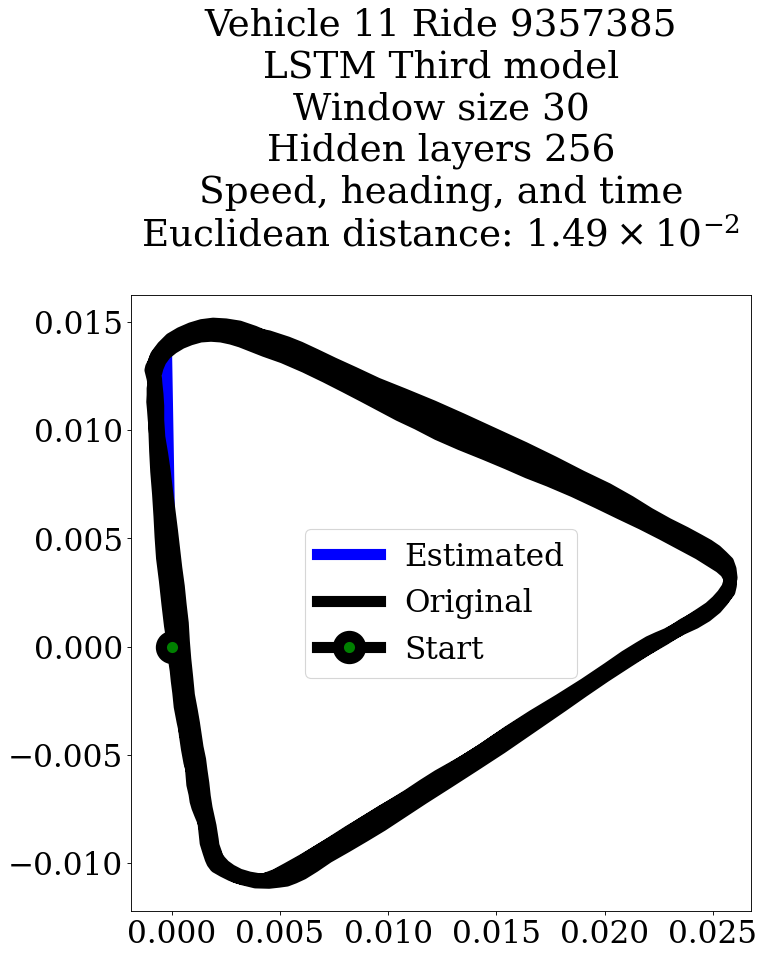 Vehicle 11 Ride 9357385
LSTM Third model
Window size 30
Hidden layers 256
Speed, heading, and time
Euclidean distance: 1.49 × 10⁻²
0.015
0.010
0.005
0.000
−0.005
−0.010
Estimated
Original
Start
0.000 0.005 0.010 0.015 0.020 0.025